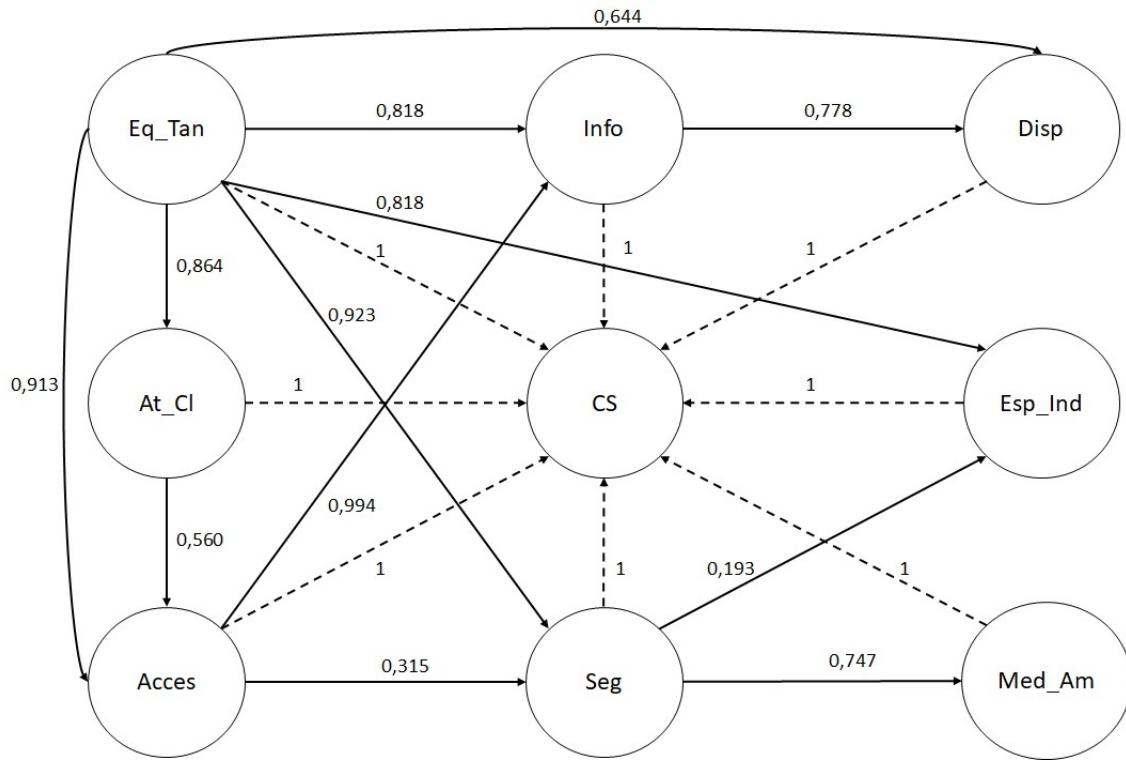 0,644
Eq_Tan
0,818
Info
0,778
Disp
0,818
1
1
1
0,864
0,923
0,913
At_Cl
1
CS
1
Esp_Ind
0,994
0,560
1
1
0,193
1
Acces
0,315
Seg
0,747
Med_Am